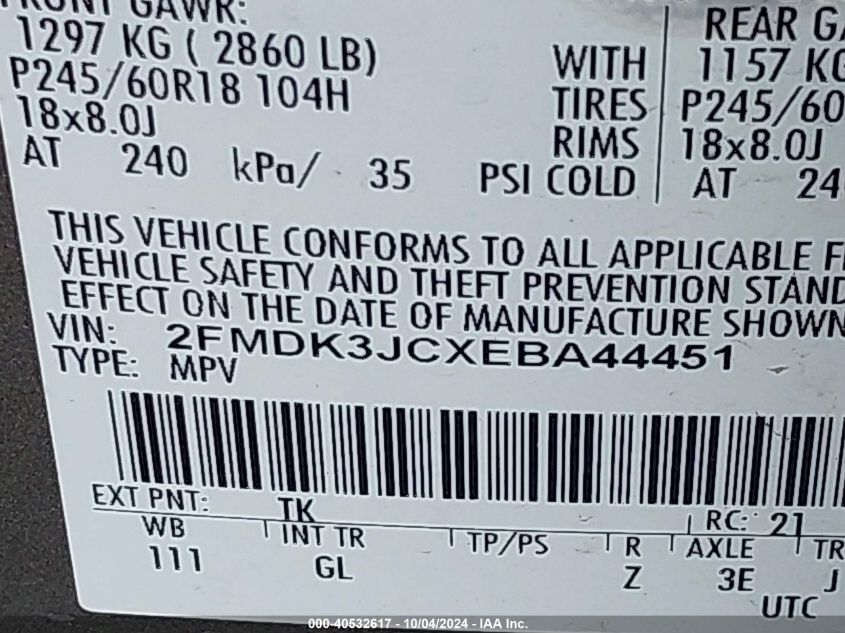 FRONT GAWR:
1297 KG ( 2860 LB)
P245/60R18 104H
18x8.0J
AT 240 kPa/ 35 PSI COLD
WITH
TIRES
RIMS
REAR
1157 KG
P245/60
18x8.0J
AT 24
THIS VEHICLE CONFORMS TO ALL APPLICABLE
VEHICLE SAFETY AND THEFT PREVENTION STAND
EFFECT ON THE DATE OF MANUFACTURE SHOWN
VIN: 2FMDK3JCXEBA44451
TYPE: MPV
EXT PNT: TK RC: 21
WB INT TR TP/PS R AXLE TR
111 GL Z 3E J
UTC
000-40532617 - 10/04/2024 - IAA Inc.